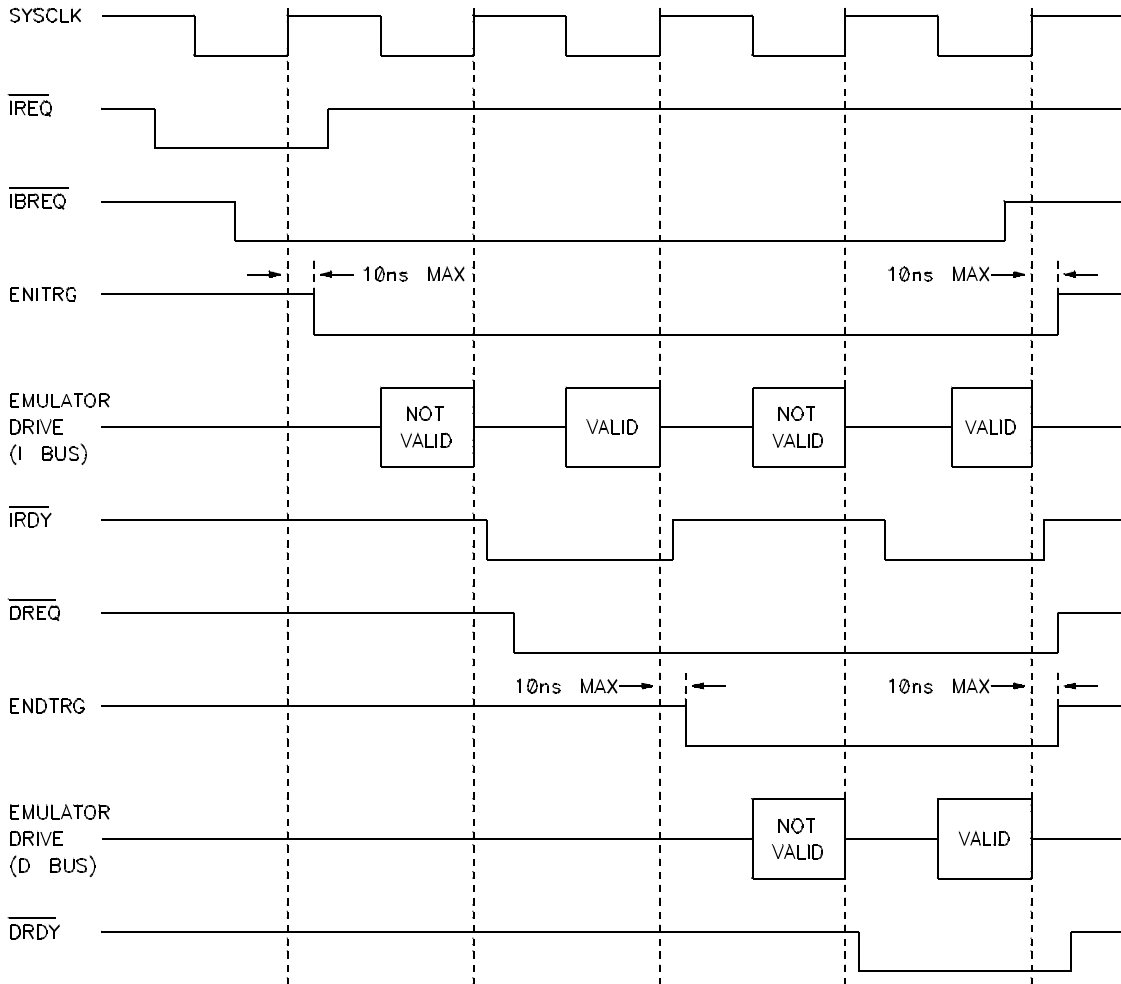 SYSCLK
IREQ
IBREQ
10ns MAX
10ns MAX
ENITRG
EMULATOR
DRIVE
(I BUS)
NOT
VALID
VALID
NOT
VALID
VALID
IRDY
DREQ
10ns MAX
10ns MAX
ENDTRG
EMULATOR
DRIVE
(D BUS)
NOT
VALID
VALID
DRDY